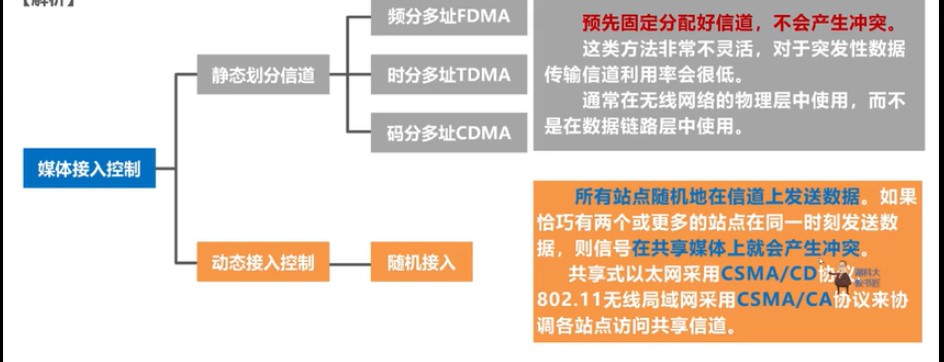 【解析】
频分多址FDMA
静态划分信道
时分多址TDMA
码分多址CDMA
预先固定分配好信道，不会产生冲突。
这类方法非常不灵活，对于突发性数据
传输信道利用率会很低。
通常在无线网络的物理层中使用，而不
是在数据链路层中使用。
媒体接入控制
动态接入控制
随机接入
所有站点随机地在信道上发送数据。如果
恰巧有两个或更多的站点在同一时刻发送数
据，则信号在共享媒体上就会产生冲突。
共享式以太网采用CSMA/CD协议，
802.11无线局域网采用CSMA/CA协议来协
调各站点访问共享信道。
湖科大
教书匠